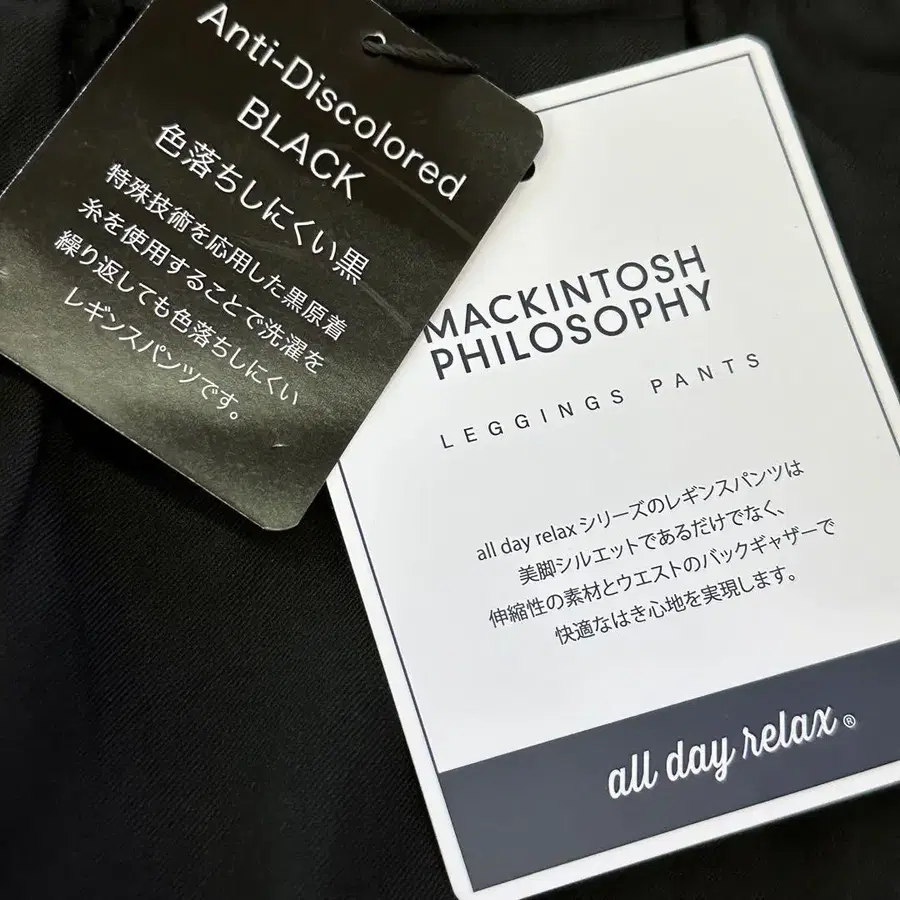 Anti-Discolored
BLACK
色落ちしにくい黒
特殊技術を応用した黒原着
糸を使用することで洗濯を
繰り返しても色落ちしにくい
レギンスパンツです。
MACKINTOSH
PHILOSOPHY
LEGGINGS PANTS
all day relaxシリーズのレギンスパンツは
美脚シルエットであるだけでなく、
伸縮性の素材とウエストのバックギャザーで
快適なはき心地を実現します。
all day relax®